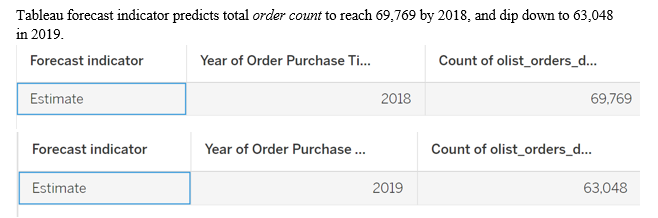 Tableau forecast indicator predicts total order count to reach 69,769 by 2018, and dip down to 63,048
in 2019.
Forecast indicator Year of Order Purchase Ti... Count of olist_orders_d...
Estimate 2018 69,769
Forecast indicator Year of Order Purchase ... Count of olist_orders_d...
Estimate 2019 63,048